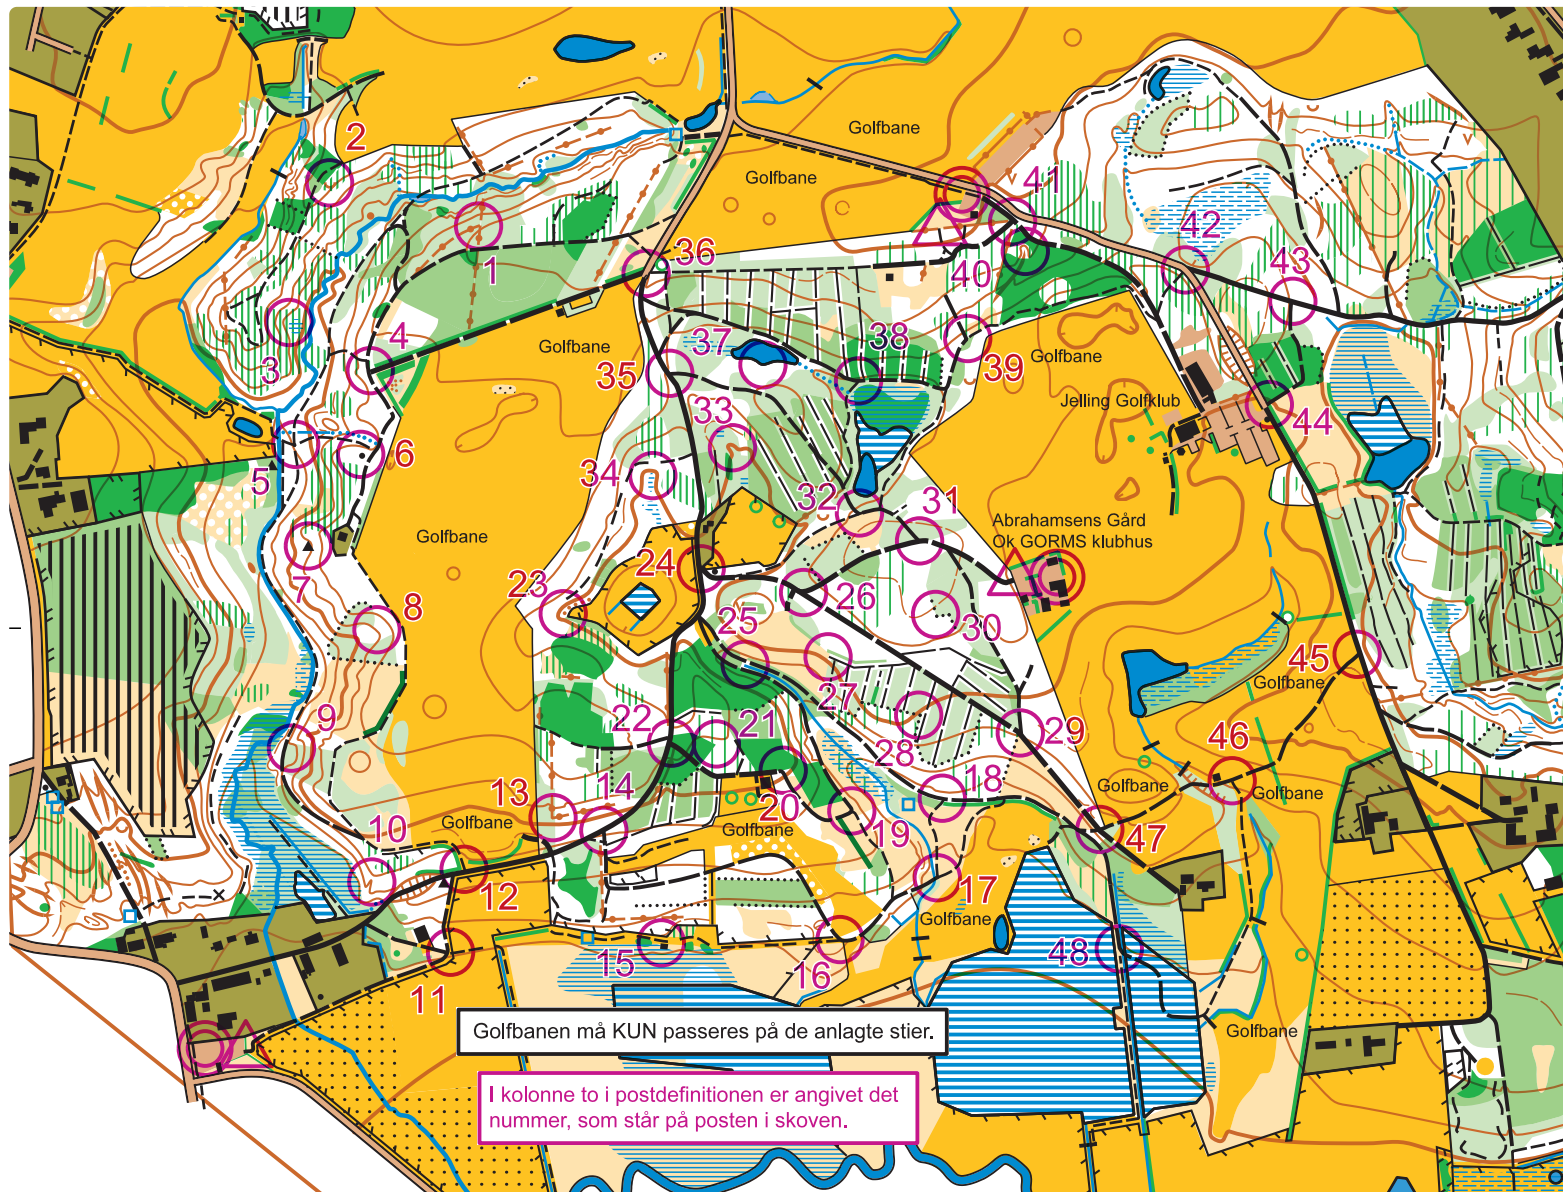 Golfbane
2
Golfbane
41
1
36
40
42
43
4
Golfbane
37
38
39
Golfbane
3
35
Jelling Golfklub
33
44
6
5
34
32
31
Golfbane
Abrahamsens Gård
Ok GORMS klubhus
7
24
23
26
8
25
30
45
Golfbane
27
9
22
21
28
29
46
13
14
18
Golfbane
Golfbane
Golfbane
20
Golfbane
19
47
10
12
17
Golfbane
15
16
48
11
Golfbanen må KUN passeres på de anlagte stier.
Golfbane
I kolonne to i postdefinitionen er angivet det
nummer, som står på posten i skoven.